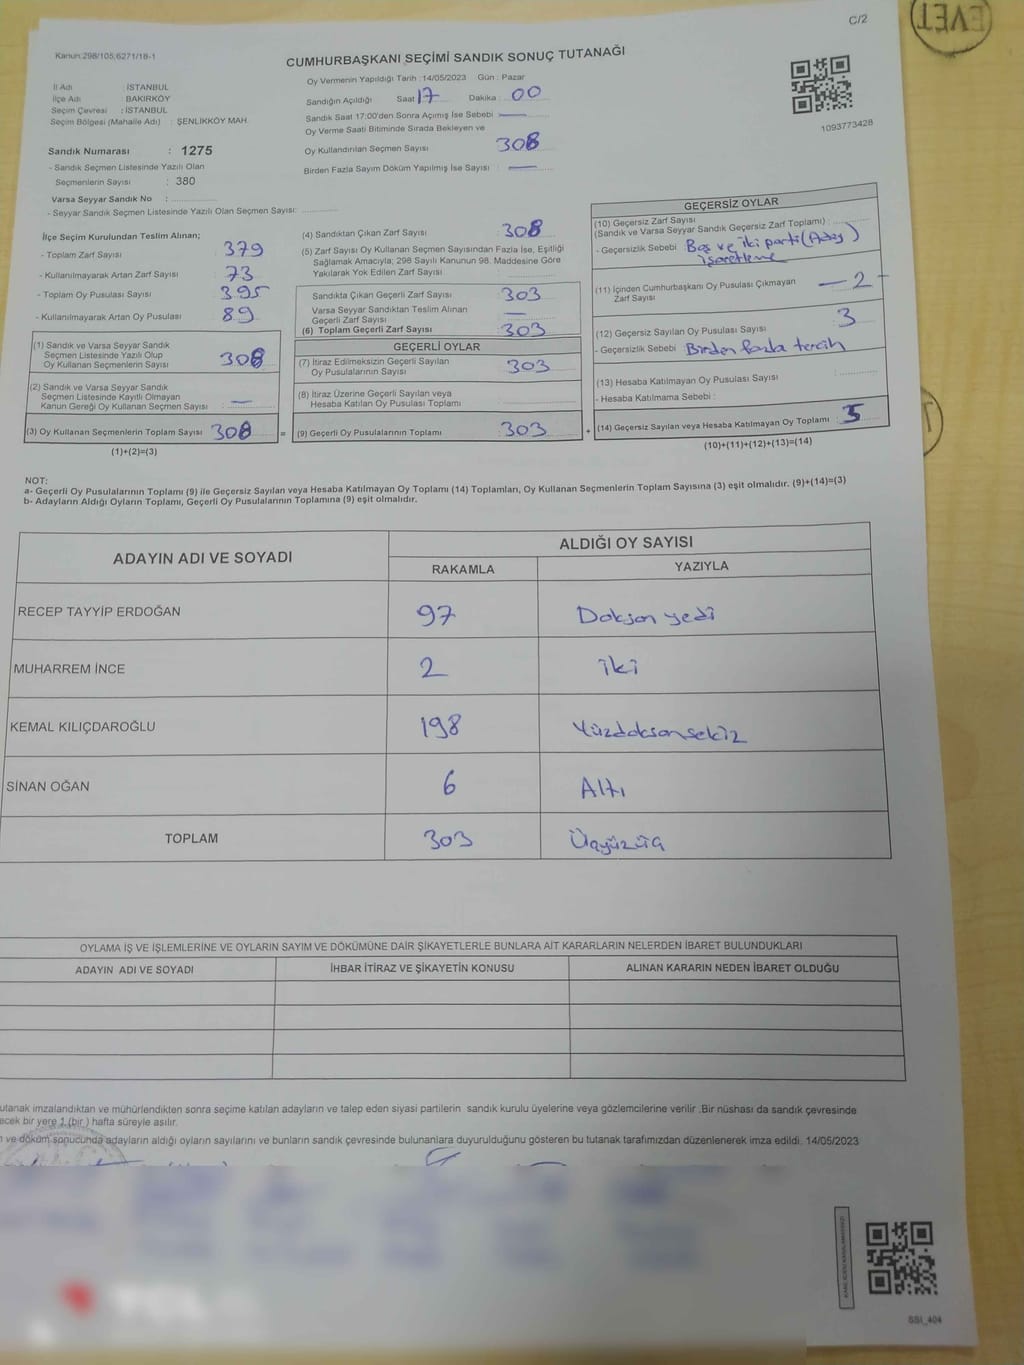 C/2
EVET
Kanun:298/105;6271/18-1
CUMHURBAŞKANI SEÇİMİ SANDIK SONUÇ TUTANAĞI
Oy Vermenin Yapıldığı Tarih : 14/05/2023 Gün : Pazar
İl Adı : İSTANBUL
İlçe Adı : BAKIRKÖY
Seçim Çevresi : İSTANBUL
Seçim Bölgesi (Mahalle Adı) : ŞENLİKKÖY MAH.
Sandığın Açıldığı Saat 17 Dakika : 00
Sandık Saat 17:00'den Sonra Açımış İse Sebebi : —
Oy Verme Saati Bitiminde Sırada Bekleyen ve
Oy Kullandırılan Seçmen Sayısı : 308
Birden Fazla Sayım Döküm Yapılmış İse Sayısı : —
1093773428
Sandık Numarası : 1275
- Sandık Seçmen Listesinde Yazılı Olan
Seçmenlerin Sayısı : 380
Varsa Seyyar Sandık No :
- Seyyar Sandık Seçmen Listesinde Yazılı Olan Seçmen Sayısı:
İlçe Seçim Kurulundan Teslim Alınan;
- Toplam Zarf Sayısı : 379
- Kullanılmayarak Artan Zarf Sayısı : 73
- Toplam Oy Pusulası Sayısı : 395
- Kullanılmayarak Artan Oy Pusulası : 89
(1) Sandık ve Varsa Seyyar Sandık
Seçmen Listesinde Yazılı Olup
Oy Kullanan Seçmenlerin Sayısı : 308
(2) Sandık ve Varsa Seyyar Sandık
Seçmen Listesinde Kayıtlı Olmayan
Kanun Gereği Oy Kullanan Seçmen Sayısı : —
(3) Oy Kullanan Seçmenlerin Toplam Sayısı : 308 =
(1)+(2)=(3)
(4) Sandıktan Çıkan Zarf Sayısı : 308
(5) Zarf Sayısı Oy Kullanan Seçmen Sayısından Fazla İse, Eşitliği
Sağlamak Amacıyla; 298 Sayılı Kanunun 98. Maddesine Göre
Yakılarak Yok Edilen Zarf Sayısı :
Sandıkta Çıkan Geçerli Zarf Sayısı : 303
Varsa Seyyar Sandıktan Teslim Alınan
Geçerli Zarf Sayısı : —
(6) Toplam Geçerli Zarf Sayısı : 303
GEÇERLİ OYLAR
(7) İtiraz Edilmeksizin Geçerli Sayılan
Oy Pusulalarının Sayısı : 303
(8) İtiraz Üzerine Geçerli Sayılan veya
Hesaba Katılan Oy Pusulası Toplamı :
(9) Geçerli Oy Pusulalarının Toplamı : 303 +
GEÇERSİZ OYLAR
(10) Geçersiz Zarf Sayısı
(Sandık ve Varsa Seyyar Sandık Geçersiz Zarf Toplamı) :
- Geçersizlik Sebebi : Boş ve iki parti (Aday)
işaretleme
(11) İçinden Cumhurbaşkanı Oy Pusulası Çıkmayan
Zarf Sayısı : — 2 -
(12) Geçersiz Sayılan Oy Pusulası Sayısı : 3
- Geçersizlik Sebebi : Birden fazla tercih
(13) Hesaba Katılmayan Oy Pusulası Sayısı :
- Hesaba Katılmama Sebebi :
(14) Geçersiz Sayılan veya Hesaba Katılmayan Oy Toplamı : 5
(10)+(11)+(12)+(13)=(14)
NOT:
a- Geçerli Oy Pusulalarının Toplamı (9) ile Geçersiz Sayılan veya Hesaba Katılmayan Oy Toplamı (14) Toplamları, Oy Kullanan Seçmenlerin Toplam Sayısına (3) eşit olmalıdır. (9)+(14)=(3)
b- Adayların Aldığı Oyların Toplamı, Geçerli Oy Pusulalarının Toplamına (9) eşit olmalıdır.
ADAYIN ADI VE SOYADI ALDIĞI OY SAYISI
RAKAMLA YAZIYLA
RECEP TAYYİP ERDOĞAN 97 Doksan yedi
MUHARREM İNCE 2 iki
KEMAL KILIÇDAROĞLU 198 Yüzdoksansekiz
SİNAN OĞAN 6 Altı
TOPLAM 303 Üçyüzüç
OYLAMA İŞ VE İŞLEMLERİNE VE OYLARIN SAYIM VE DÖKÜMÜNE DAİR ŞİKAYETLERLE BUNLARA AİT KARARLARIN NELERDEN İBARET BULUNDUKLARI
ADAYIN ADI VE SOYADI İHBAR İTİRAZ VE ŞİKAYETİN KONUSU ALINAN KARARIN NEDEN İBARET OLDUĞU
utanak imzalandıktan ve mühürlendikten sonra seçime katılan adayların ve talep eden siyasi partilerin sandık kurulu üyelerine veya gözlemcilerine verilir .Bir nüshası da sandık çevresinde
ecek bir yere 1 (bir ) hafta süreyle asılır.
ı ve döküm sonucunda adayların aldığı oyların sayılarını ve bunların sandık çevresinde bulunanlara duyurulduğunu gösteren bu tutanak tarafımızdan düzenlenerek imza edildi. 14/05/2023
SSI_404